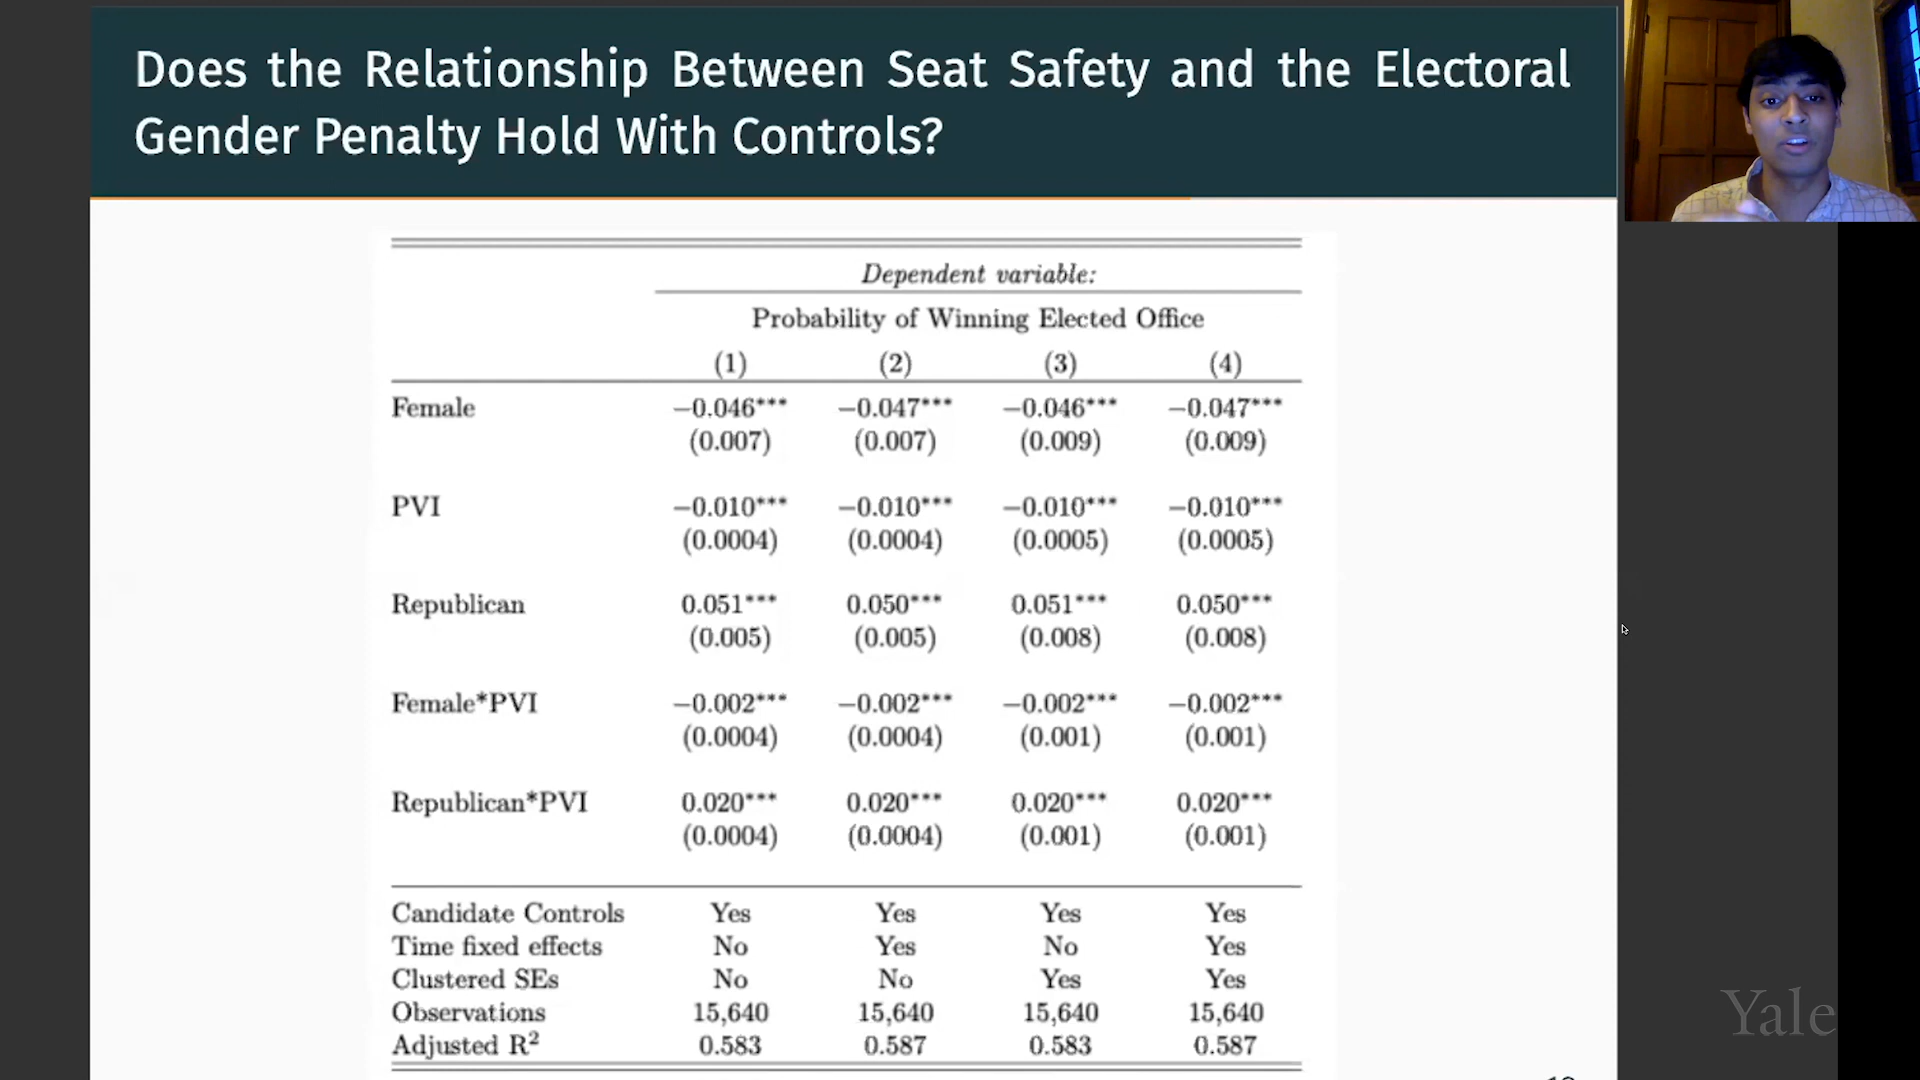 Does the Relationship Between Seat Safety and the Electoral
Gender Penalty Hold With Controls?
Dependent variable:
Probability of Winning Elected Office
(1) (2) (3) (4)
Female −0.046*** −0.047*** −0.046*** −0.047***
(0.007) (0.007) (0.009) (0.009)
PVI −0.010*** −0.010*** −0.010*** −0.010***
(0.0004) (0.0004) (0.0005) (0.0005)
Republican 0.051*** 0.050*** 0.051*** 0.050***
(0.005) (0.005) (0.008) (0.008)
Female*PVI −0.002*** −0.002*** −0.002*** −0.002***
(0.0004) (0.0004) (0.001) (0.001)
Republican*PVI 0.020*** 0.020*** 0.020*** 0.020***
(0.0004) (0.0004) (0.001) (0.001)
Candidate Controls Yes Yes Yes Yes
Time fixed effects No Yes No Yes
Clustered SEs No No Yes Yes
Observations 15,640 15,640 15,640 15,640
Adjusted R² 0.583 0.587 0.583 0.587
Yale